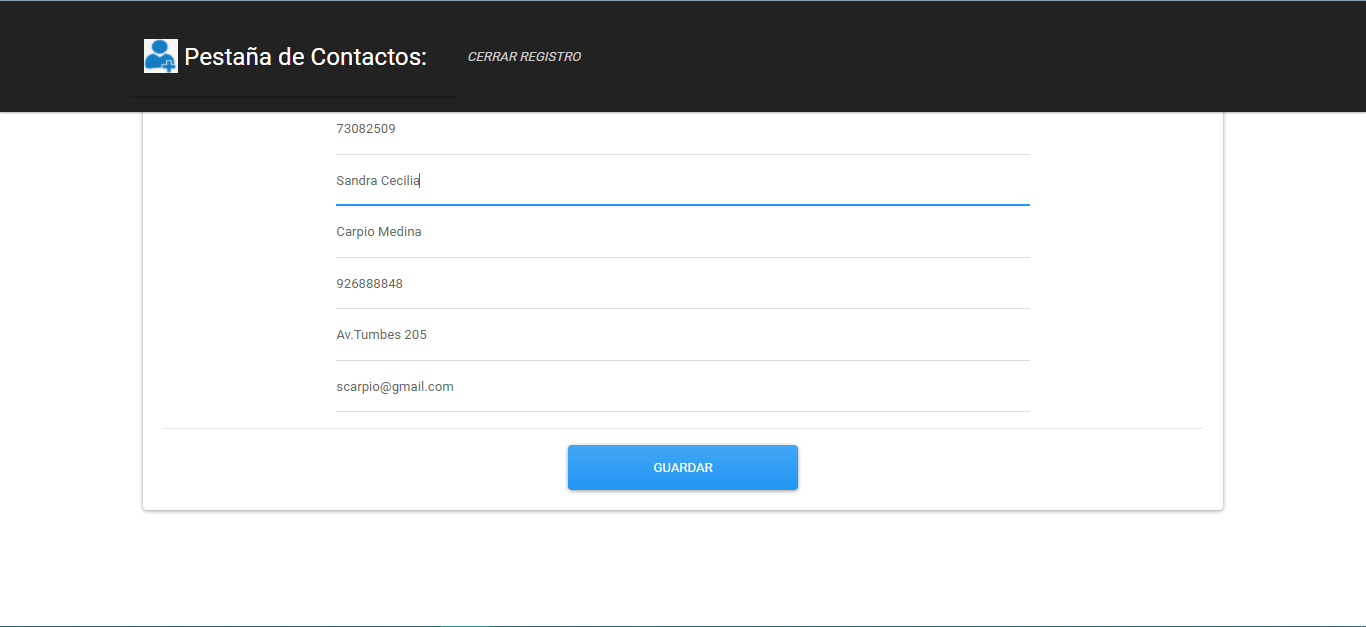 Pestaña de Contactos:
CERRAR REGISTRO
73082509
Sandra Cecilia
Carpio Medina
926888848
Av.Tumbes 205
scarpio@gmail.com
GUARDAR